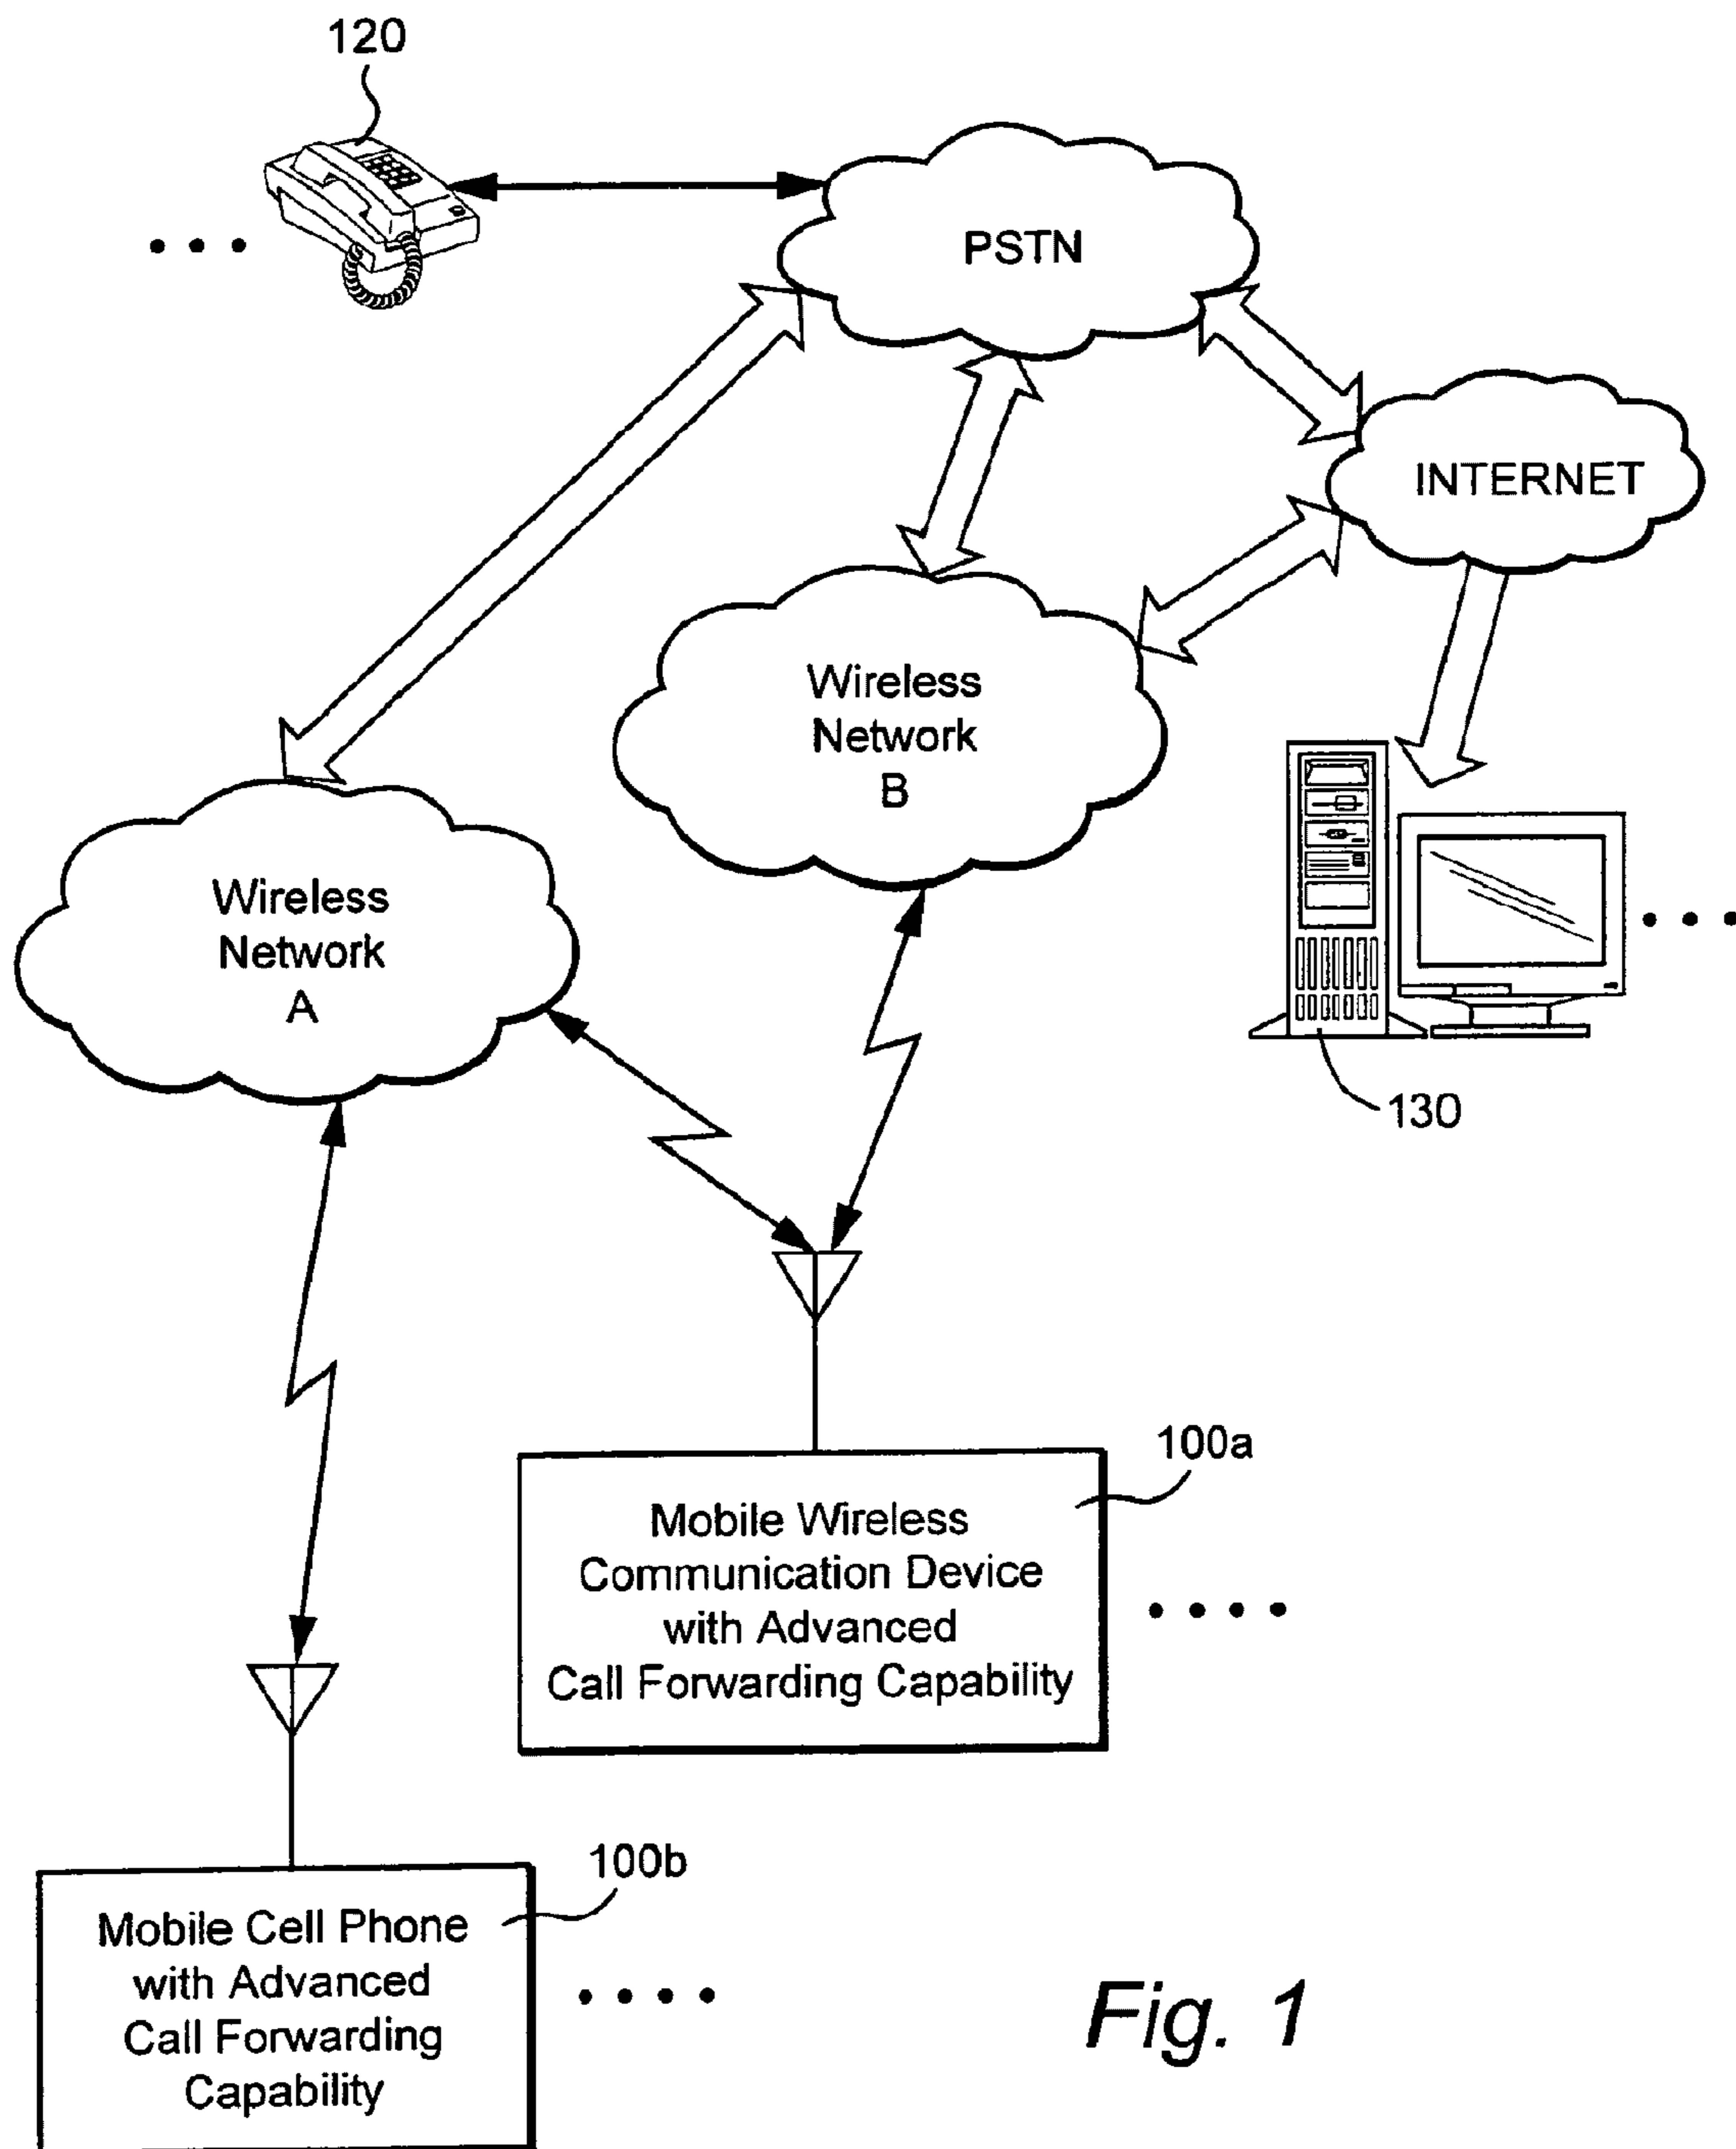 120
PSTN
INTERNET
Wireless
Network
B
Wireless
Network
A
130
100a
Mobile Wireless
Communication Device
with Advanced
Call Forwarding Capability
100b
Mobile Cell Phone
with Advanced
Call Forwarding
Capability
Fig. 1